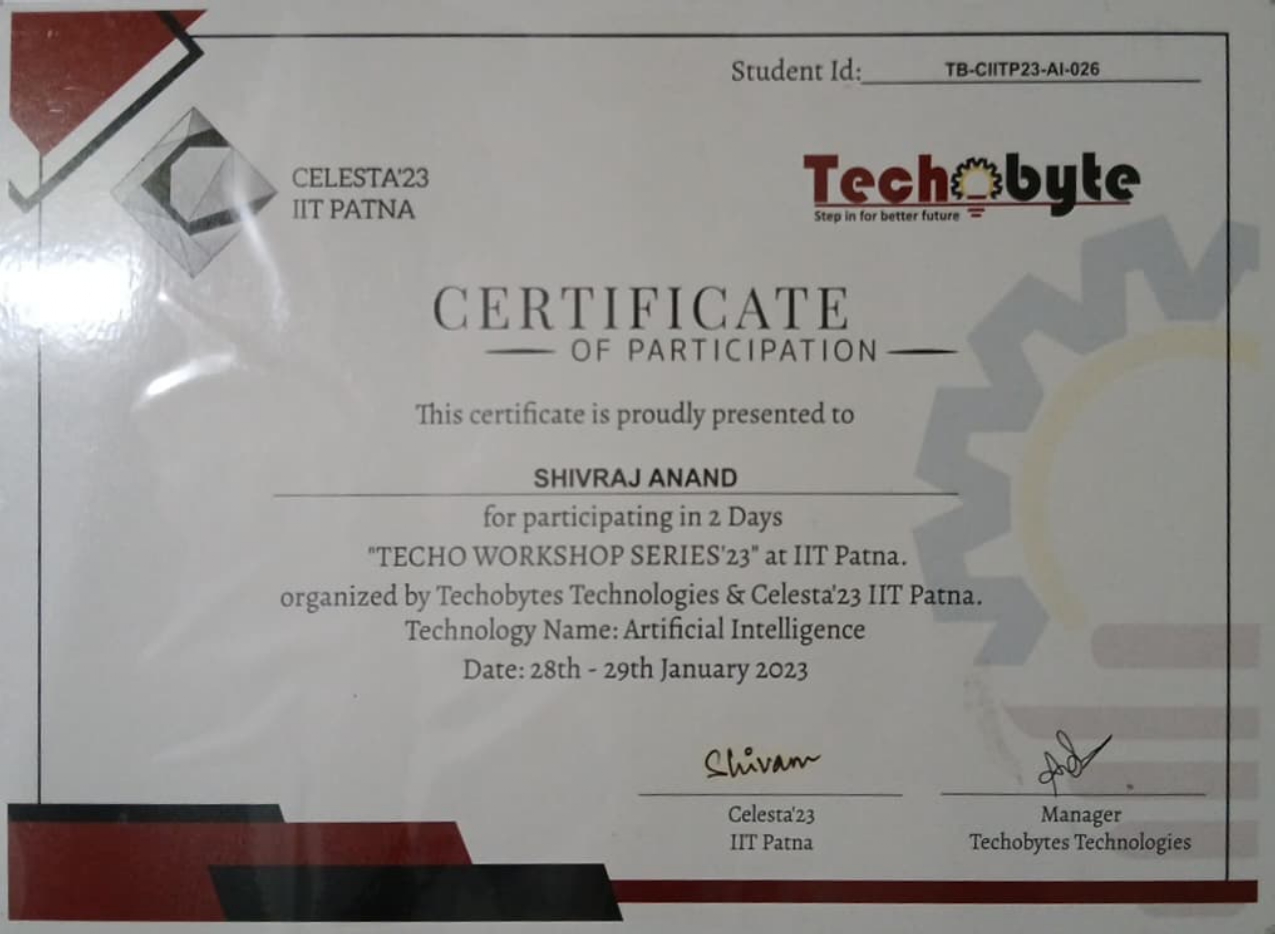 Student Id: TB-CIITP23-AI-026
CELESTA'23
IIT PATNA
Techobyte
Step in for better future
CERTIFICATE
OF PARTICIPATION
This certificate is proudly presented to
SHIVRAJ ANAND
for participating in 2 Days
"TECHO WORKSHOP SERIES'23" at IIT Patna.
organized by Techobytes Technologies & Celesta'23 IIT Patna.
Technology Name: Artificial Intelligence
Date: 28th - 29th January 2023
Shivam
Celesta'23
IIT Patna
Manager
Techobytes Technologies